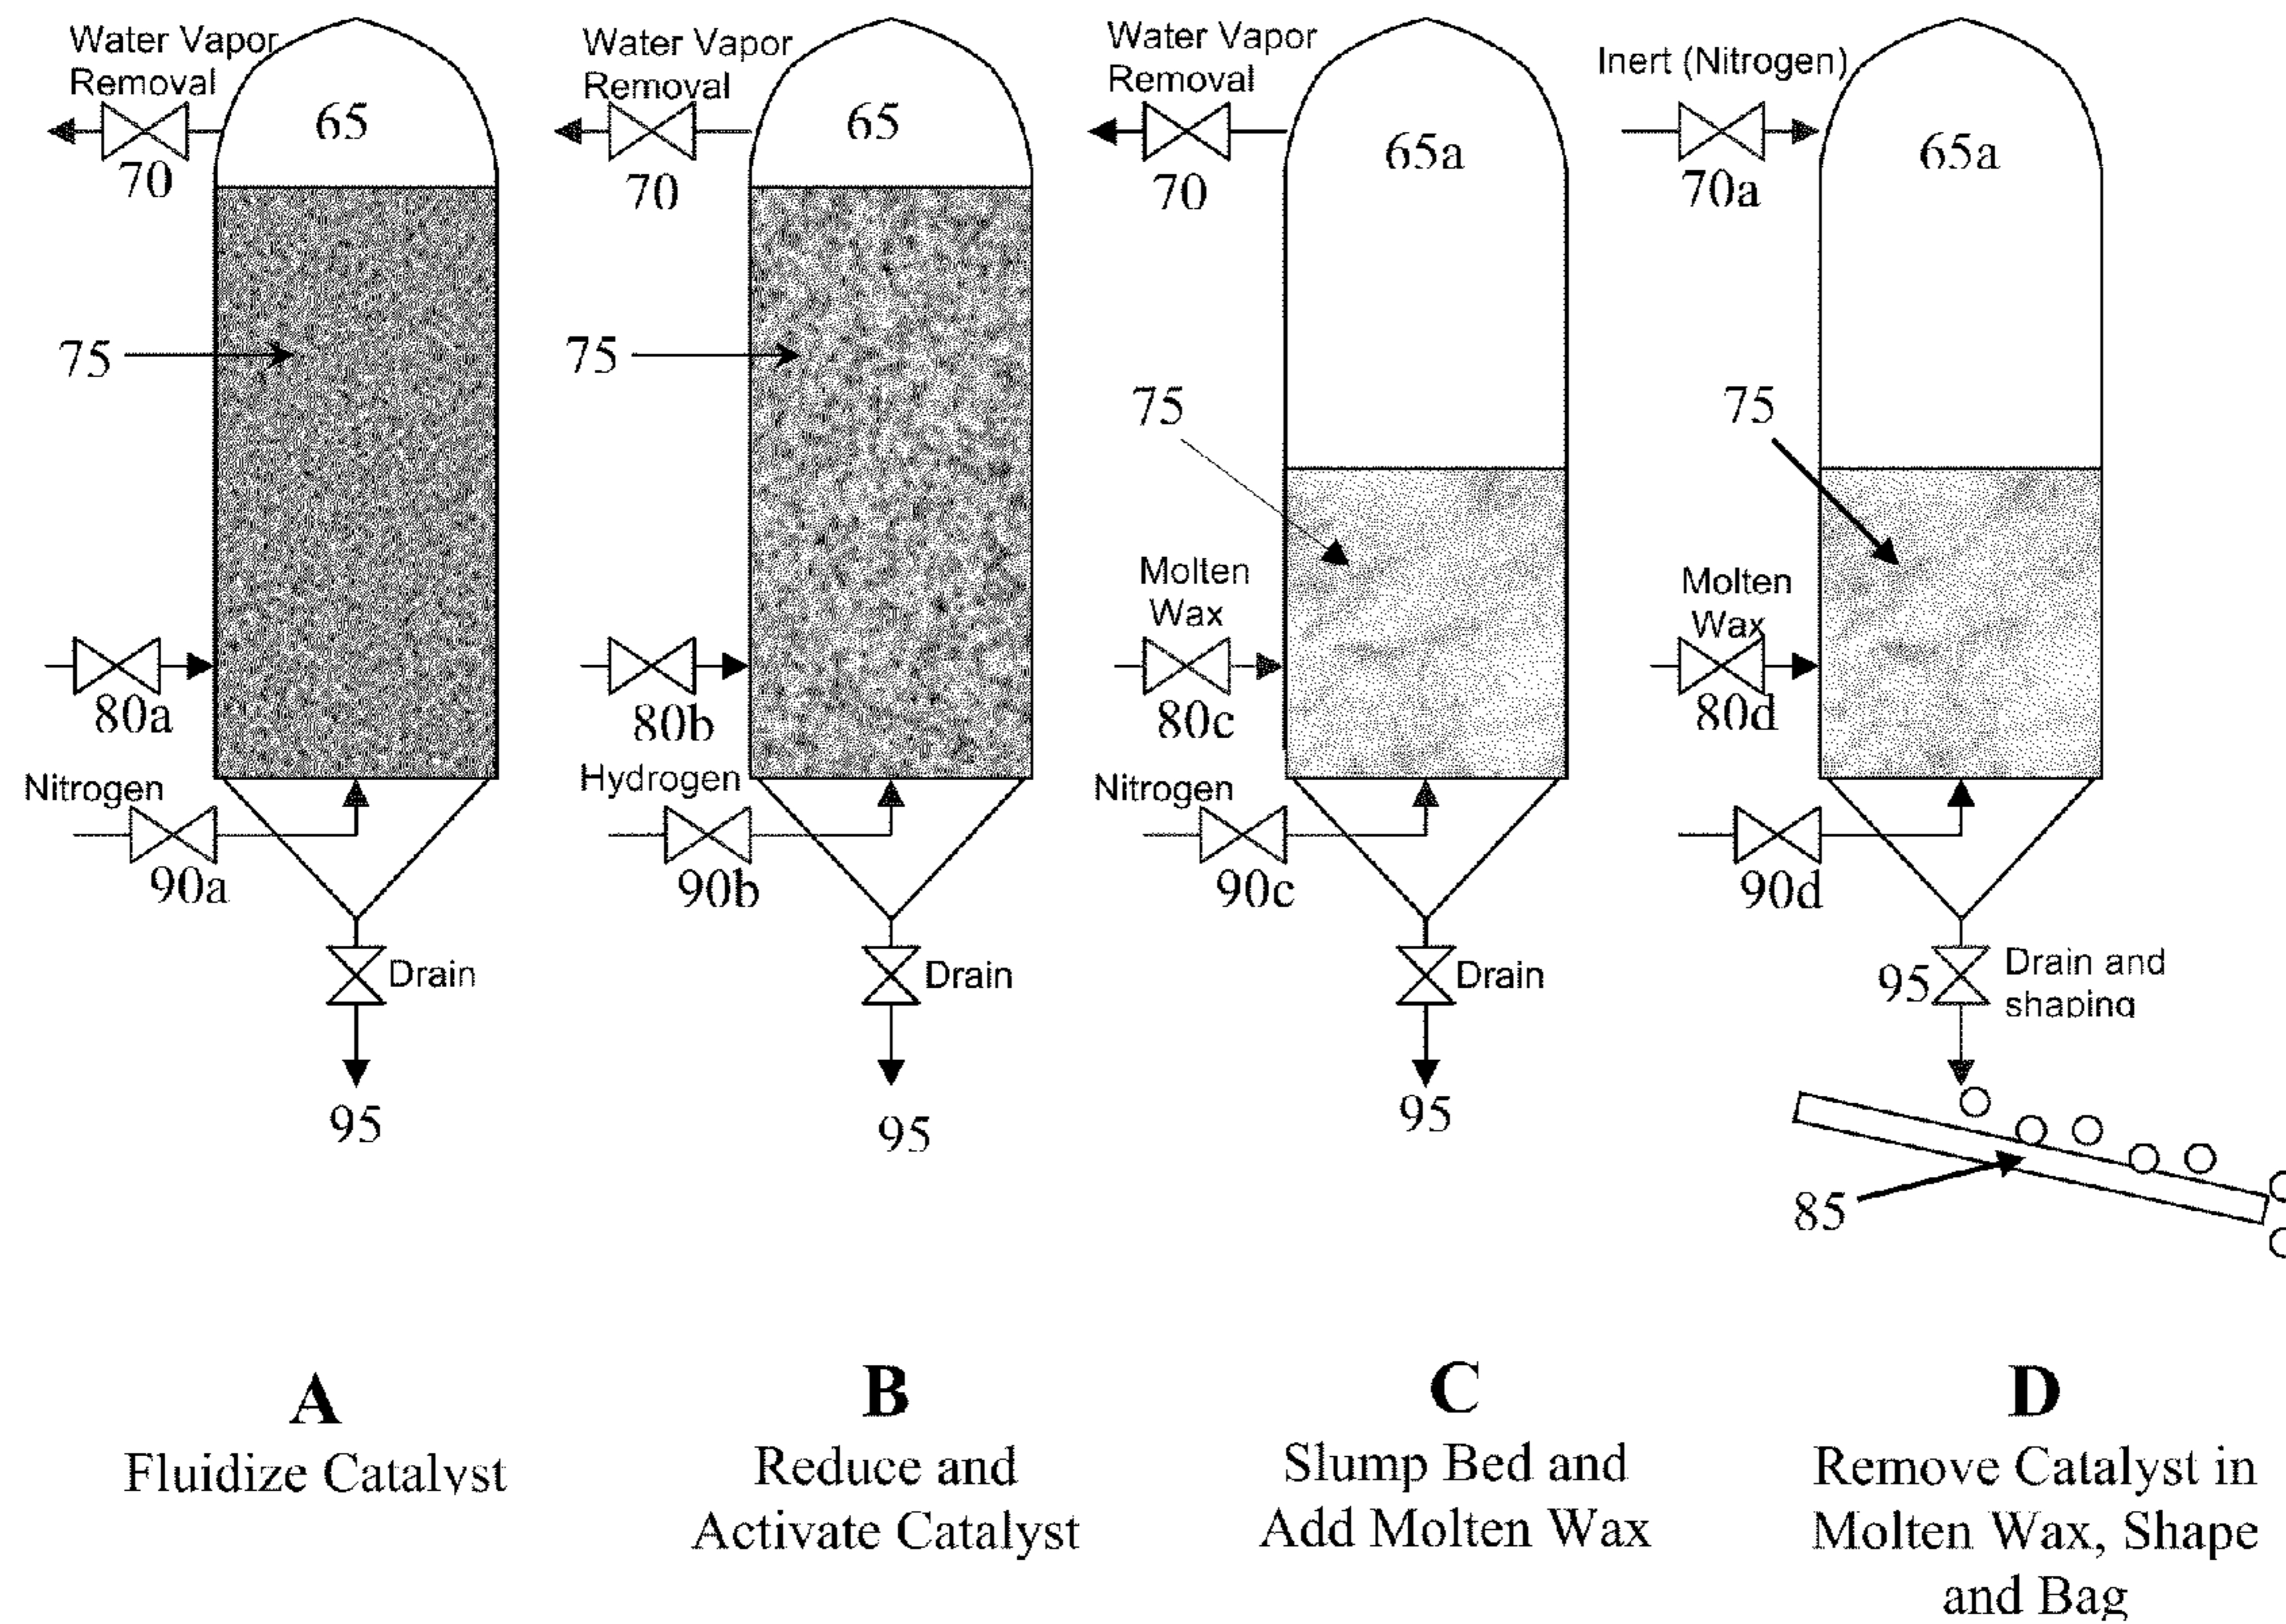 Water Vapor
Removal
65
70
75
80a
Nitrogen
90a
Drain
95
A
Fluidize Catalyst
Water Vapor
Removal
65
70
75
80b
Hydrogen
90b
Drain
95
B
Reduce and
Activate Catalyst
Water Vapor
Removal
65a
70
75
Molten
Wax
80c
Nitrogen
90c
Drain
95
C
Slump Bed and
Add Molten Wax
Inert (Nitrogen)
65a
70a
75
Molten
Wax
80d
90d
95
Drain and
shaping
85
D
Remove Catalyst in
Molten Wax, Shape
and Bag